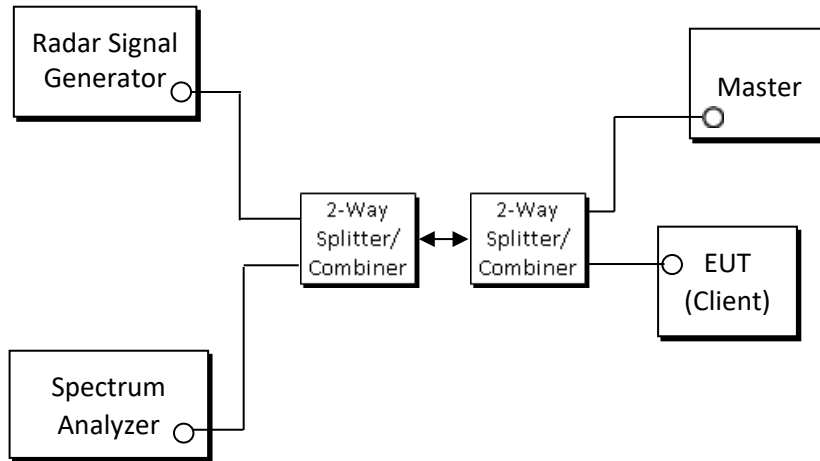 Radar Signal
Generator
Master
2-Way
Splitter/
Combiner
2-Way
Splitter/
Combiner
EUT
(Client)
Spectrum
Analyzer